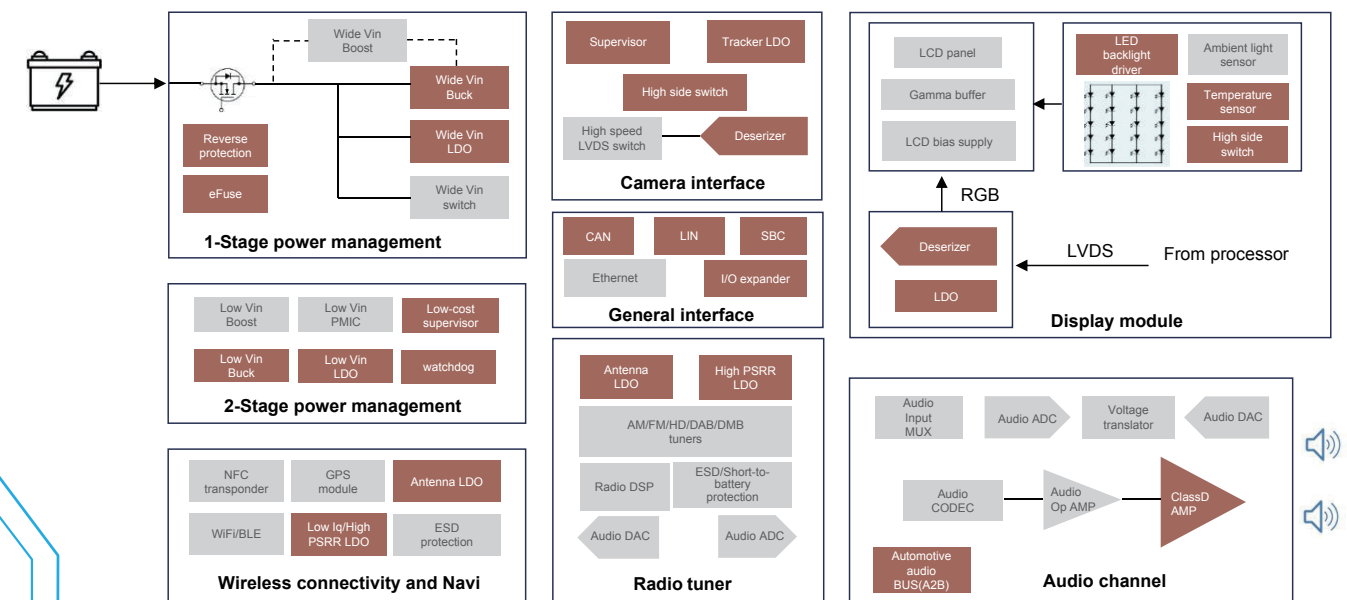 Wide Vin
Boost
Wide Vin
Buck
Reverse
protection
Wide Vin
LDO
eFuse
Wide Vin
switch
1-Stage power management
Low Vin
Boost
Low Vin
PMIC
Low-cost
supervisor
Low Vin
Buck
Low Vin
LDO
watchdog
2-Stage power management
NFC
transponder
GPS
module
Antenna LDO
WiFi/BLE
Low Iq/High
PSRR LDO
ESD
protection
Wireless connectivity and Navi
Supervisor
Tracker LDO
High side switch
High speed
LVDS switch
Deserizer
Camera interface
CAN
LIN
SBC
Ethernet
I/O expander
General interface
Antenna
LDO
High PSRR
LDO
AM/FM/HD/DAB/DMB
tuners
Radio DSP
ESD/Short-to-
battery
protection
Audio DAC
Audio ADC
Radio tuner
LCD panel
Gamma buffer
LCD bias supply
LED
backlight
driver
Ambient light
sensor
Temperature
sensor
High side
switch
RGB
Deserizer
LDO
LVDS
From processor
Display module
Audio
Input
MUX
Audio ADC
Voltage
translator
Audio DAC
Audio
CODEC
Audio
Op AMP
ClassD
AMP
Automotive
audio
BUS(A2B)
Audio channel